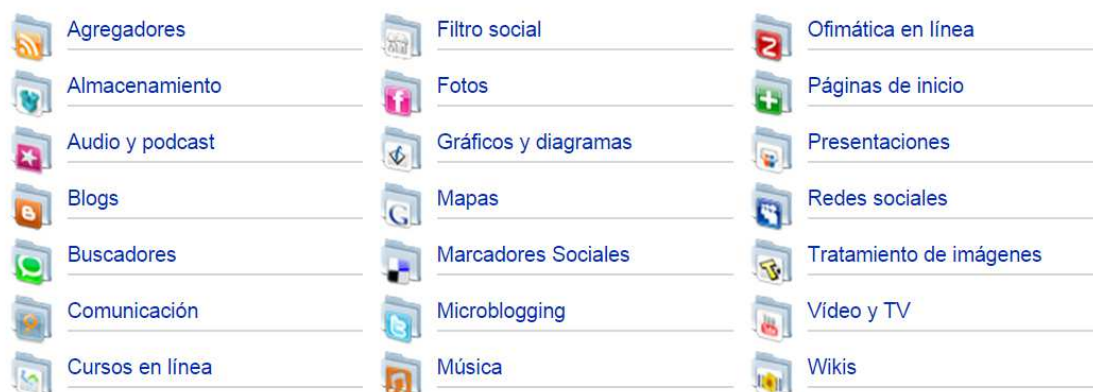 Agregadores
Almacenamiento
Audio y podcast
Blogs
Buscadores
Comunicación
Cursos en línea
Filtro social
Fotos
Gráficos y diagramas
Mapas
Marcadores Sociales
Microblogging
Música
Ofimática en línea
Páginas de inicio
Presentaciones
Redes sociales
Tratamiento de imágenes
Vídeo y TV
Wikis